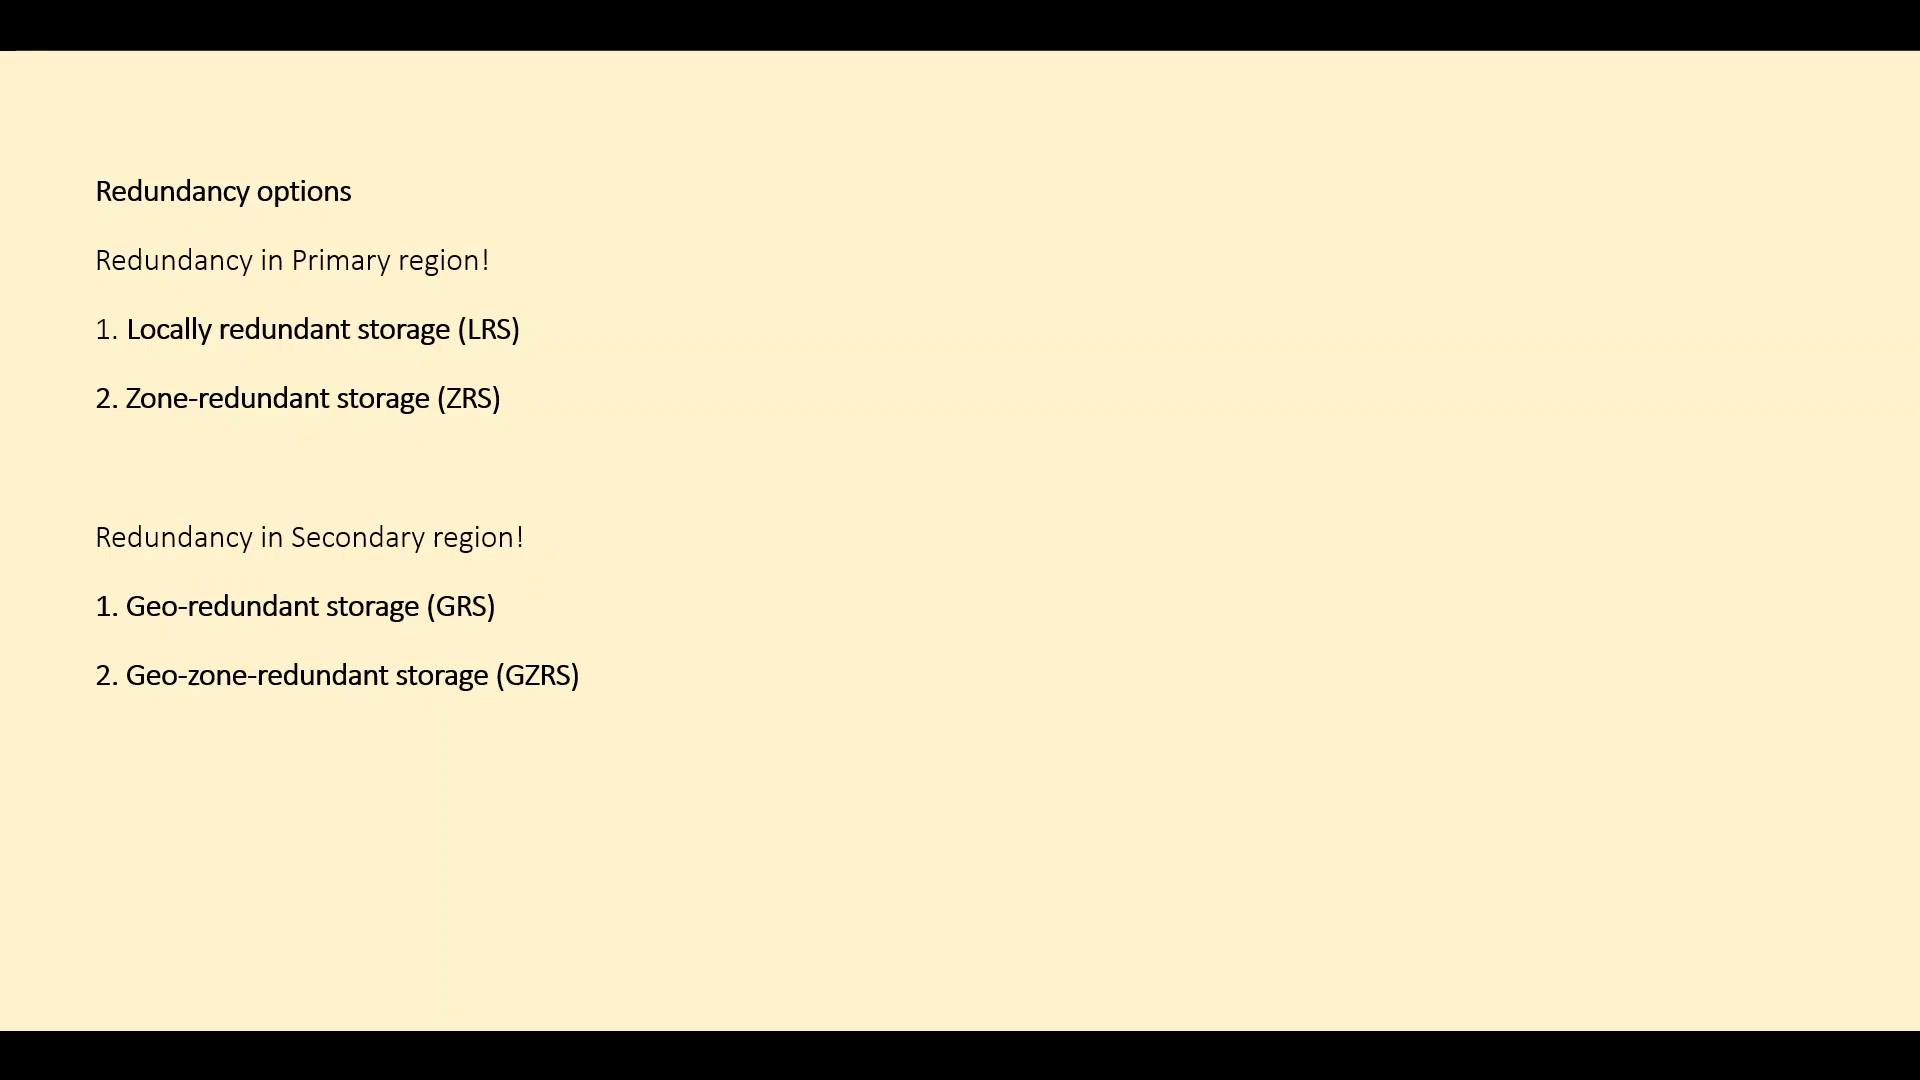 Redundancy options
Redundancy in Primary region!
1. Locally redundant storage (LRS)
2. Zone-redundant storage (ZRS)
Redundancy in Secondary region!
1. Geo-redundant storage (GRS)
2. Geo-zone-redundant storage (GZRS)